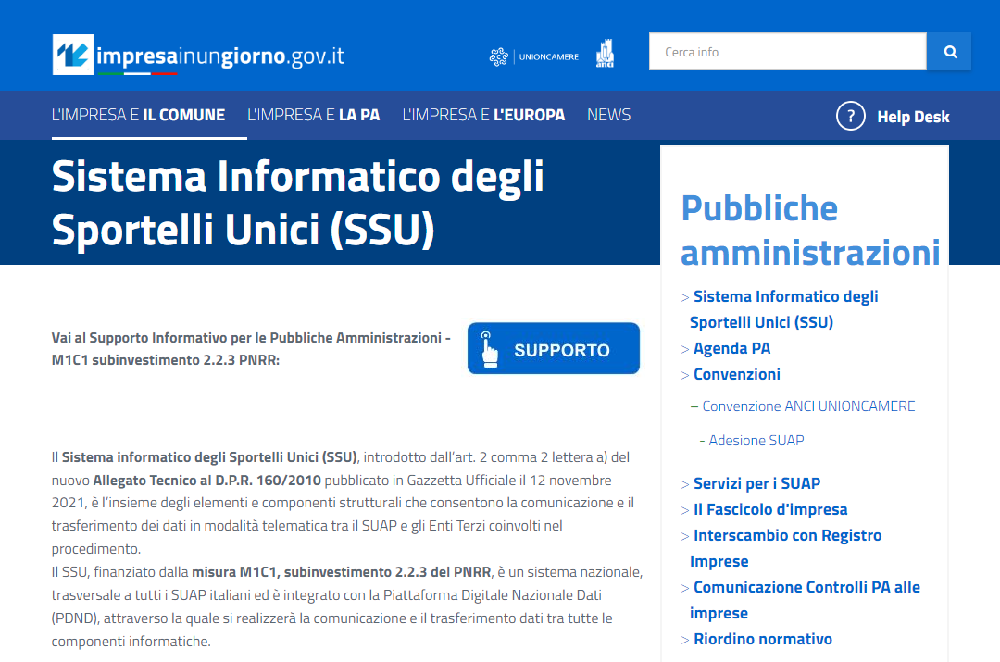 impresainungiorno.gov.it
UNIONCAMERE
anci
Cerca info
L'IMPRESA E IL COMUNE
L'IMPRESA E LA PA
L'IMPRESA E L'EUROPA
NEWS
?
Help Desk
Sistema Informatico degli
Sportelli Unici (SSU)
Vai al Supporto Informativo per le Pubbliche Amministrazioni -
M1C1 subinvestimento 2.2.3 PNRR:
SUPPORTO
Il Sistema informatico degli Sportelli Unici (SSU), introdotto dall'art. 2 comma 2 lettera a) del
nuovo Allegato Tecnico al D.P.R. 160/2010 pubblicato in Gazzetta Ufficiale il 12 novembre
2021, è l'insieme degli elementi e componenti strutturali che consentono la comunicazione e il
trasferimento dei dati in modalità telematica tra il SUAP e gli Enti Terzi coinvolti nel
procedimento.
Il SSU, finanziato dalla misura M1C1, subinvestimento 2.2.3 del PNRR, è un sistema nazionale,
trasversale a tutti i SUAP italiani ed è integrato con la Piattaforma Digitale Nazionale Dati
(PDND), attraverso la quale si realizzerà la comunicazione e il trasferimento dati tra tutte le
componenti informatiche.
Pubbliche
amministrazioni
> Sistema Informatico degli
Sportelli Unici (SSU)
> Agenda PA
> Convenzioni
– Convenzione ANCI UNIONCAMERE
- Adesione SUAP
> Servizi per i SUAP
> Il Fascicolo d'impresa
> Interscambio con Registro
Imprese
> Comunicazione Controlli PA alle
imprese
> Riordino normativo